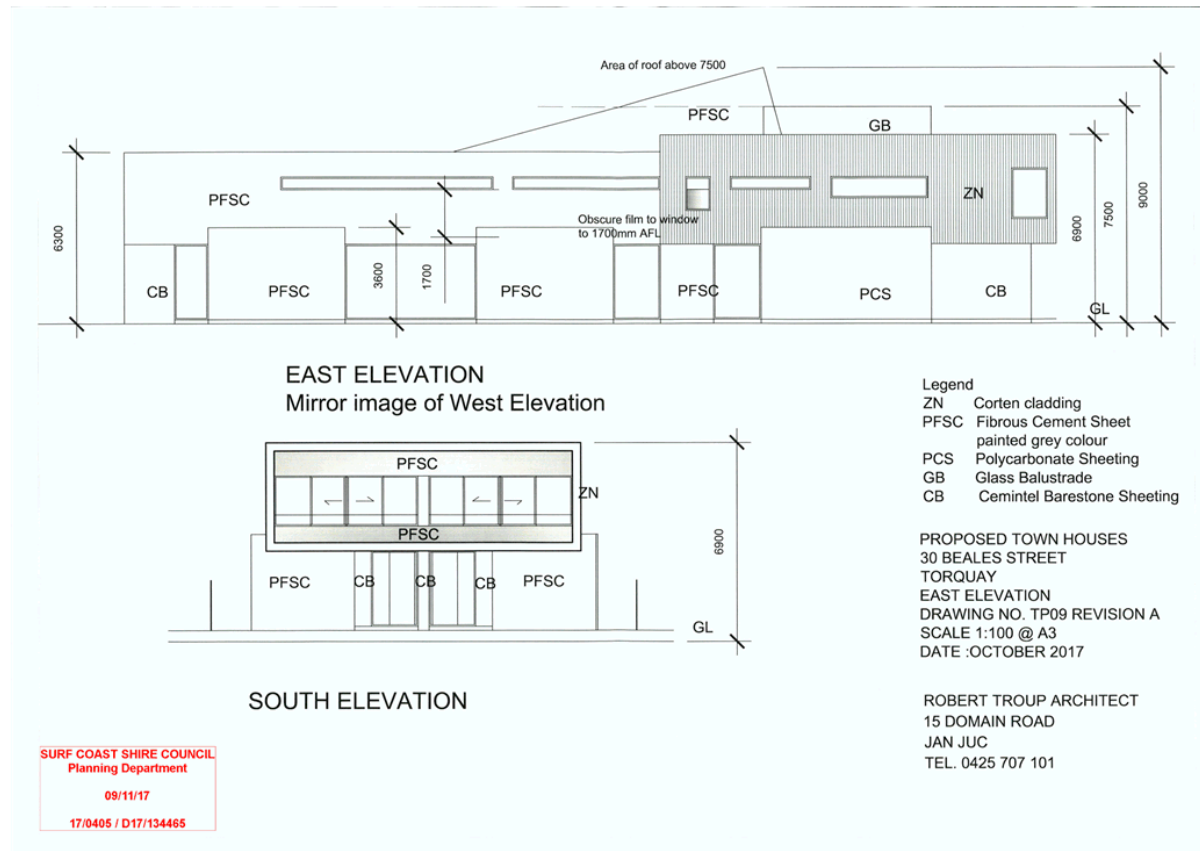 Area of roof above 7500
PFSC
GB
PFSC
ZN
Obscure film to window
to 1700mm AFL
6300
3600
1700
6900
7500
9000
CB
PFSC
PFSC
PFSC
PCS
CB
GL
EAST ELEVATION
Mirror image of West Elevation
PFSC
ZN
PFSC
6900
PFSC
CB
CB
CB
PFSC
GL
SOUTH ELEVATION
Legend
ZN Corten cladding
PFSC Fibrous Cement Sheet
painted grey colour
PCS Polycarbonate Sheeting
GB Glass Balustrade
CB Cemintel Barestone Sheeting
PROPOSED TOWN HOUSES
30 BEALES STREET
TORQUAY
EAST ELEVATION
DRAWING NO. TP09 REVISION A
SCALE 1:100 @ A3
DATE :OCTOBER 2017
ROBERT TROUP ARCHITECT
15 DOMAIN ROAD
JAN JUC
TEL. 0425 707 101
SURF COAST SHIRE COUNCIL
Planning Department
09/11/17
17/0405 / D17/134465